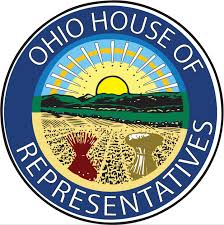 OHIO HOUSE OF
REPRESENTATIVES